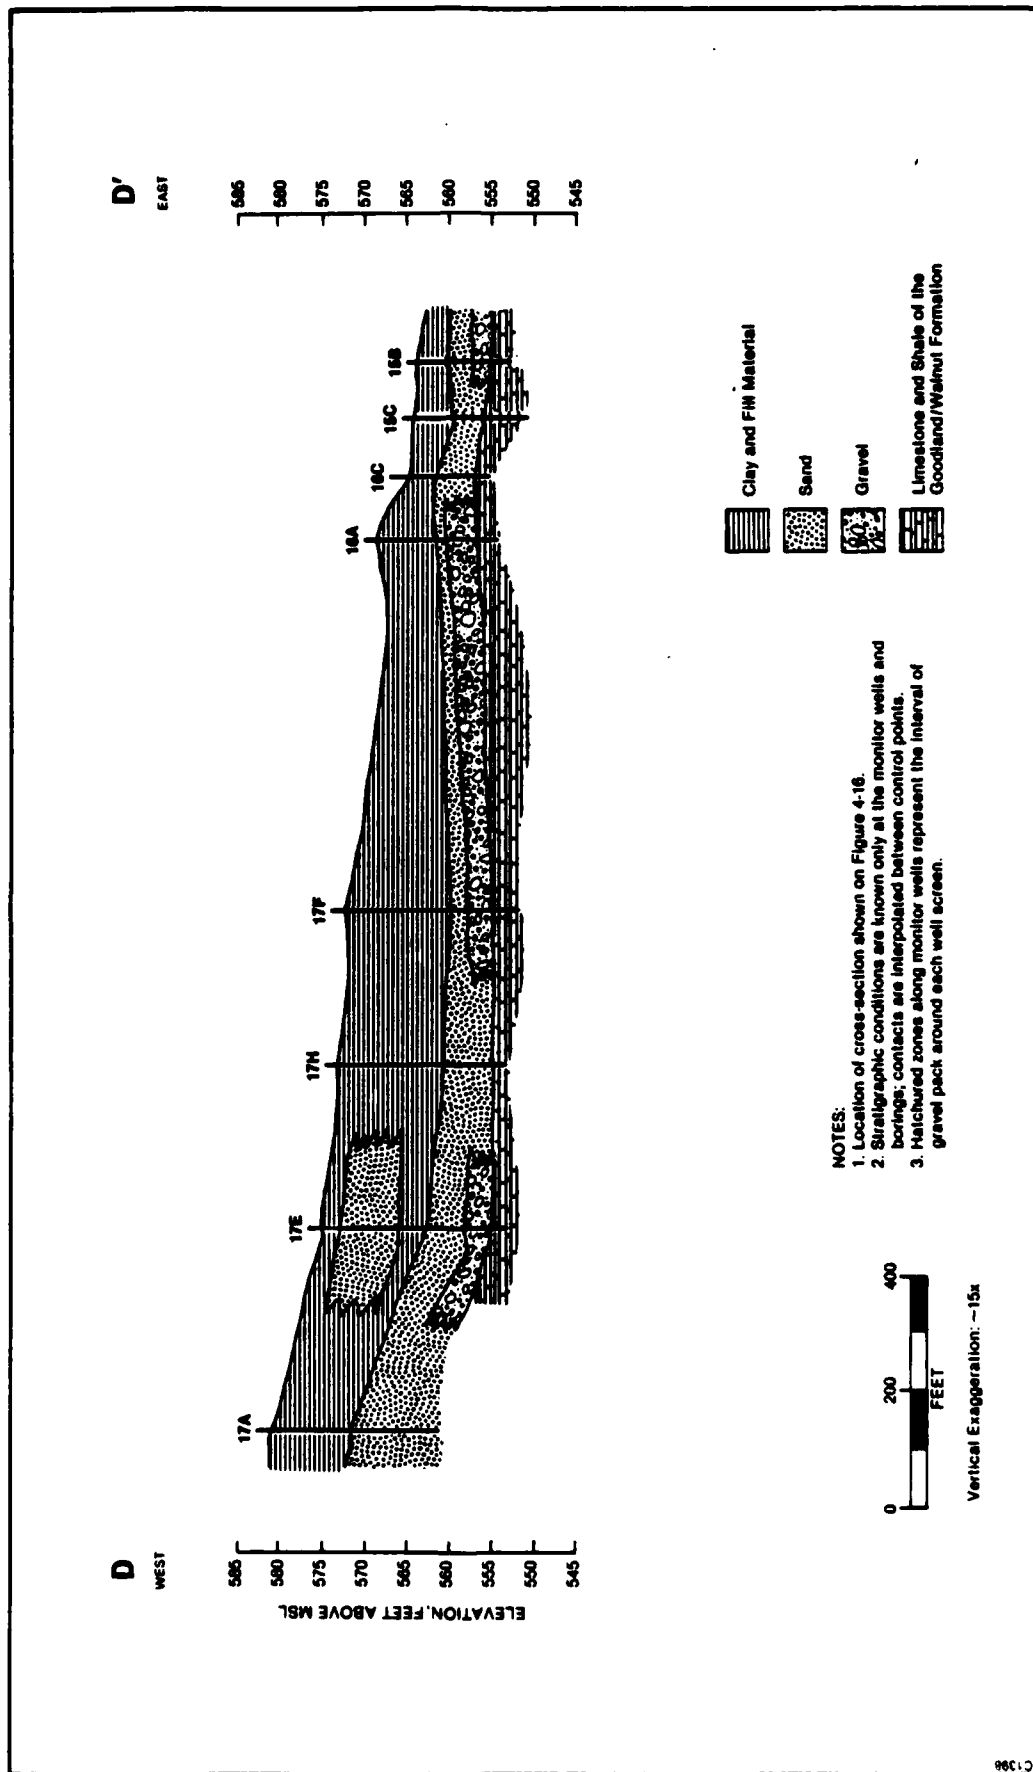 D
WEST
D'
EAST
ELEVATION, FEET ABOVE MSL
585
580
575
570
565
560
555
550
545
585
580
575
570
565
560
555
550
545
17A
17E
17H
17F
16A
16C
15C
15B
NOTES:
1. Location of cross-section shown on Figure 4-16.
2. Stratigraphic conditions are known only at the monitor wells and
borings; contacts are interpolated between control points.
3. Hatchured zones along monitor wells represent the interval of
gravel pack around each well screen.
Clay and Fill Material
Sand
Gravel
Limestone and Shale of the
Goodland/Walnut Formation
0
200
400
FEET
Vertical Exaggeration: ~15x
C1398